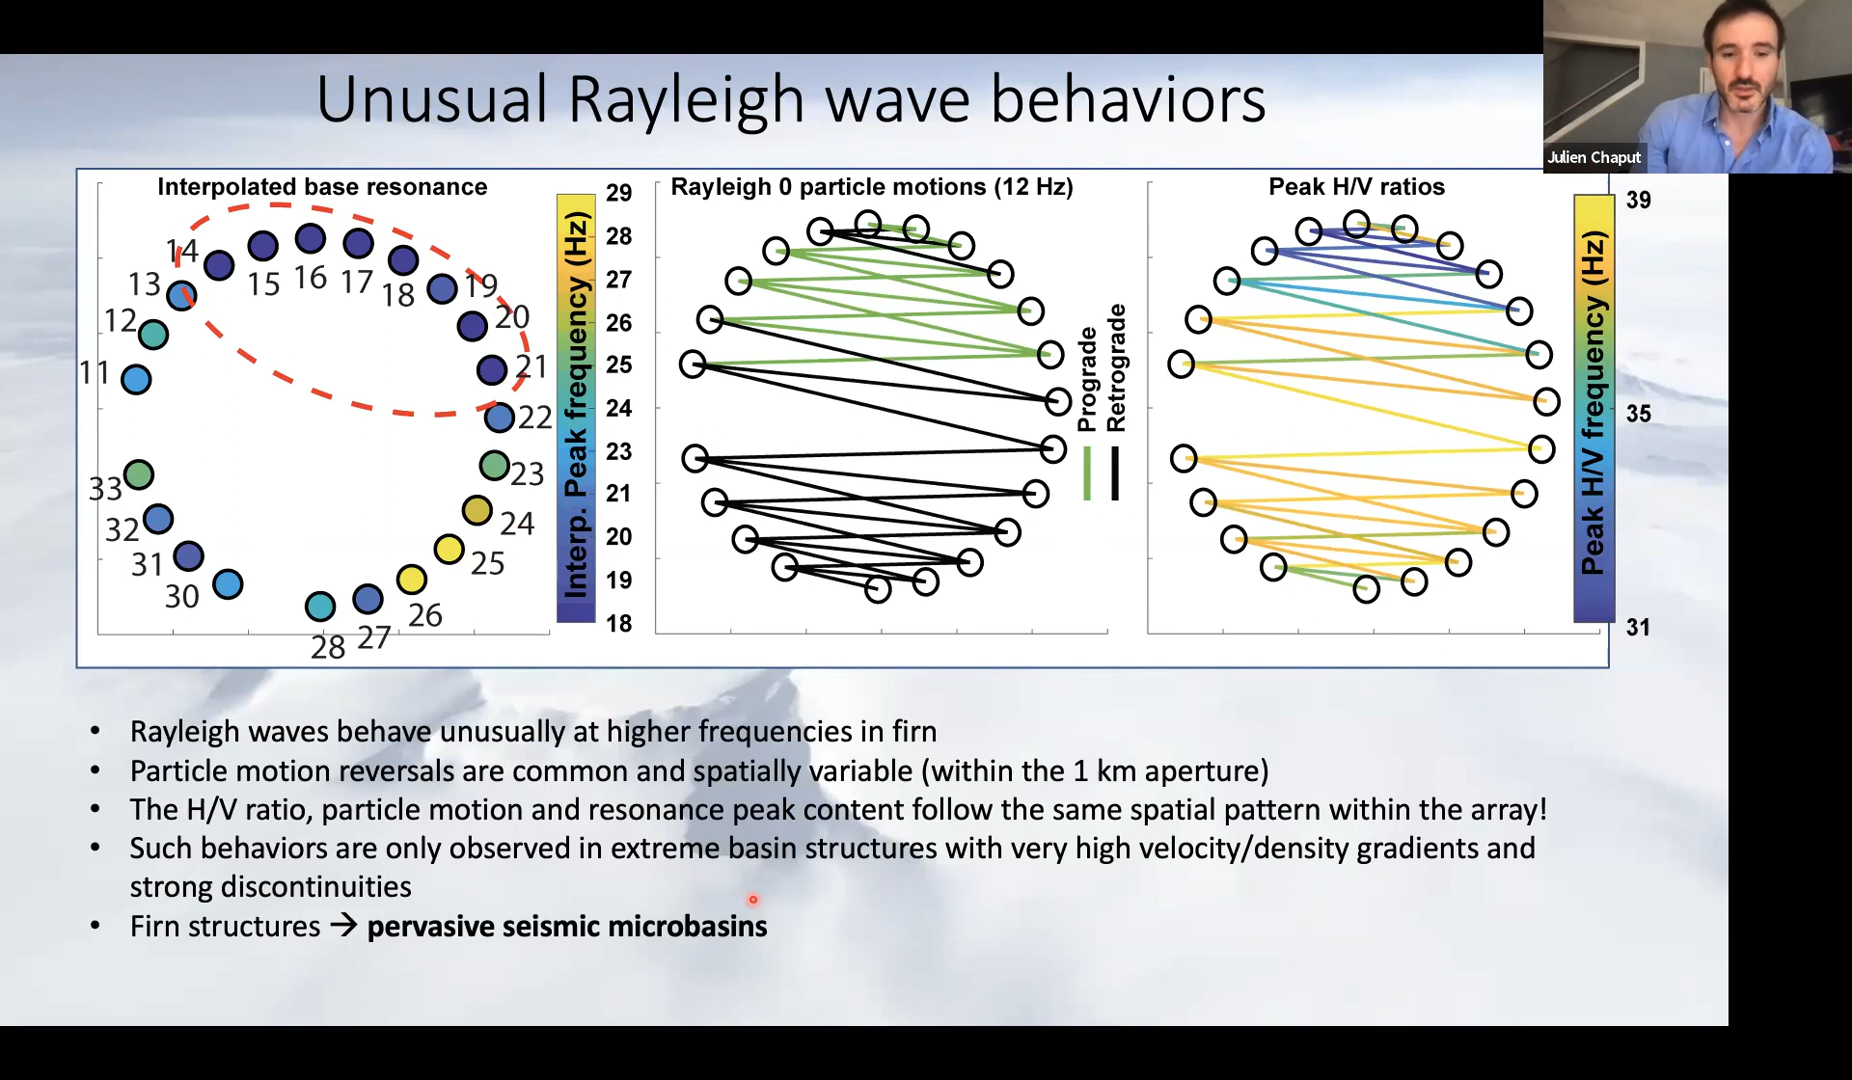 Unusual Rayleigh wave behaviors
Julien Chaput
Interpolated base resonance
14
15
16
17
18
19
20
21
22
23
24
25
26
27
28
30
31
32
33
11
12
13
Interp. Peak frequency (Hz)
29
28
27
26
25
24
23
21
20
19
18
Rayleigh 0 particle motions (12 Hz)
Prograde
Retrograde
Peak H/V ratios
Peak H/V frequency (Hz)
39
35
31
• Rayleigh waves behave unusually at higher frequencies in firn
• Particle motion reversals are common and spatially variable (within the 1 km aperture)
• The H/V ratio, particle motion and resonance peak content follow the same spatial pattern within the array!
• Such behaviors are only observed in extreme basin structures with very high velocity/density gradients and
strong discontinuities
• Firn structures → pervasive seismic microbasins